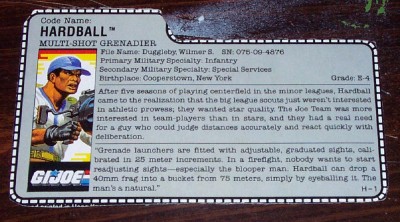 Code Name:
HARDBALL™
MULTI-SHOT GRENADIER
File Name: Duggleby, Wilmer S. SN: 075-09-4876
Primary Military Specialty: Infantry
Secondary Military Specialty: Special Services
Birthplace: Cooperstown, New York Grade: E-4
After five seasons of playing centerfield in the minor leagues, Hardball
came to the realization that the big league scouts just weren't interested
in athletic prowess; they wanted star quality. The Joe Team was more
interested in team-players than in stars, and they had a real need
for a guy who could judge distances accurately and react quickly
with deliberation.
"Grenade launchers are fitted with adjustable, graduated sights, cali-
brated in 25 meter increments. In a firefight, nobody wants to start
readjusting sights—especially the blooper man. Hardball can drop a
40mm frag into a bucket from 75 meters, simply by eyeballing it. The
man's a natural."
GI JOE
H-1